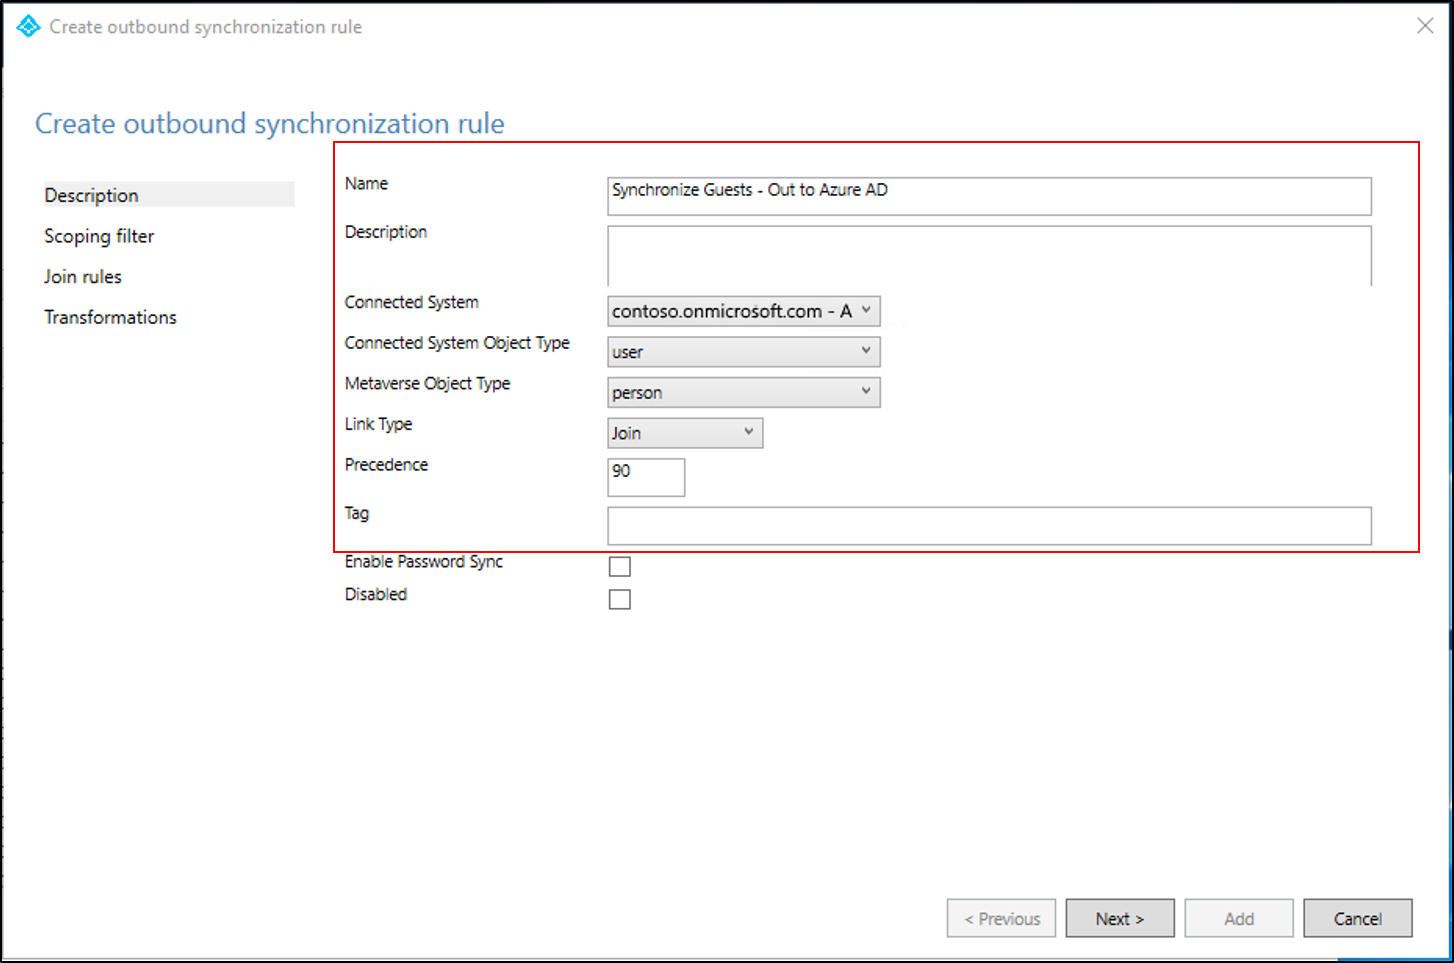 Create outbound synchronization rule
Create outbound synchronization rule
Description
Scoping filter
Join rules
Transformations
Name
Synchronize Guests - Out to Azure AD
Description
Connected System
contoso.onmicrosoft.com - A
Connected System Object Type
user
Metaverse Object Type
person
Link Type
Join
Precedence
90
Tag
Enable Password Sync
Disabled
< Previous
Next >
Add
Cancel